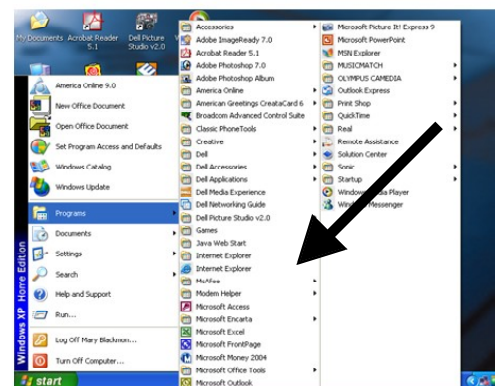 My Documents Acrobat Reader 5.1 Dell Picture Studio v2.0
America Online 9.0
New Office Document
Open Office Document
Set Program Access and Defaults
Windows Catalog
Windows Update
Programs
Documents
Settings
Search
Help and Support
Run...
Log Off Mary Blackmon...
Turn Off Computer...
Windows XP Home Edition
start
Accessories
Adobe ImageReady 7.0
Acrobat Reader 5.1
Adobe Photoshop 7.0
Adobe Photoshop Album
America Online
American Greetings CreataCard 6
Broadcom Advanced Control Suite
Classic PhoneTools
Creative
Dell
Dell Accessories
Dell Applications
Dell Media Experience
Dell Networking Guide
Dell Picture Studio v2.0
Games
Java Web Start
Internet Explorer
Internet Explorer
McAfee
Modem Helper
Microsoft Access
Microsoft Encarta
Microsoft Excel
Microsoft FrontPage
Microsoft Money 2004
Microsoft Office Tools
Microsoft Outlook
Microsoft Picture It! Express 9
Microsoft PowerPoint
MSN Explorer
MUSICMATCH
OLYMPUS CAMEDIA
Outlook Express
Print Shop
QuickTime
Real
Remote Assistance
Solution Center
Sonic
Startup
Windows Media Player
Windows Messenger